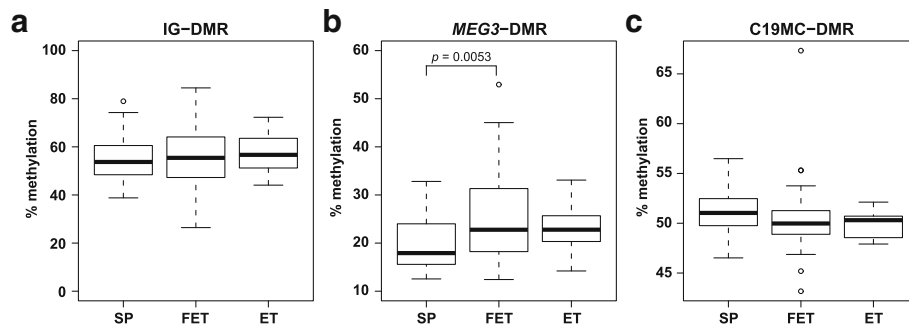 a
IG−DMR
% methylation
100
80
60
40
20
0
SP FET ET
b
MEG3−DMR
p = 0.0053
% methylation
60
50
40
30
20
10
SP FET ET
c
C19MC−DMR
% methylation
65
60
55
50
45
SP FET ET